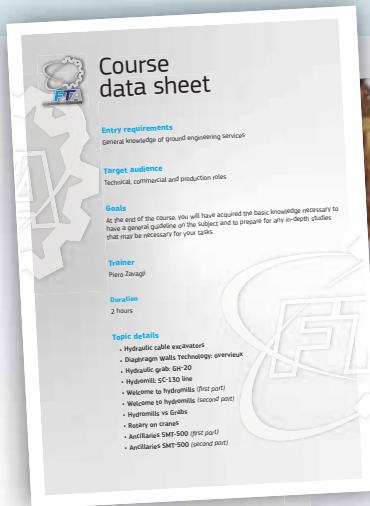 FTA
Course
data sheet
Entry requirements
General knowledge of ground engineering services
Target audience
Technical, commercial and production roles
Goals
At the end of the course, you will have acquired the basic knowledge necessary to
have a general guideline on the subject and to prepare for any in-depth studies
that may be necessary for your tasks.
Trainer
Piero Zavagli
Duration
2 hours
Topic details
• Hydraulic cable excavators
• Diaphragm Walls Technology: overvieux
• Hydraulic grab: GH-20
• Hydromill: SC-130 line
• Welcome to hydromills (first part)
• Welcome to hydromills (second part)
• Hydromills vs Grabs
• Rotary on cranes
• Ancillaries SMT-500 (first part)
• Ancillaries SMT-500 (second part)